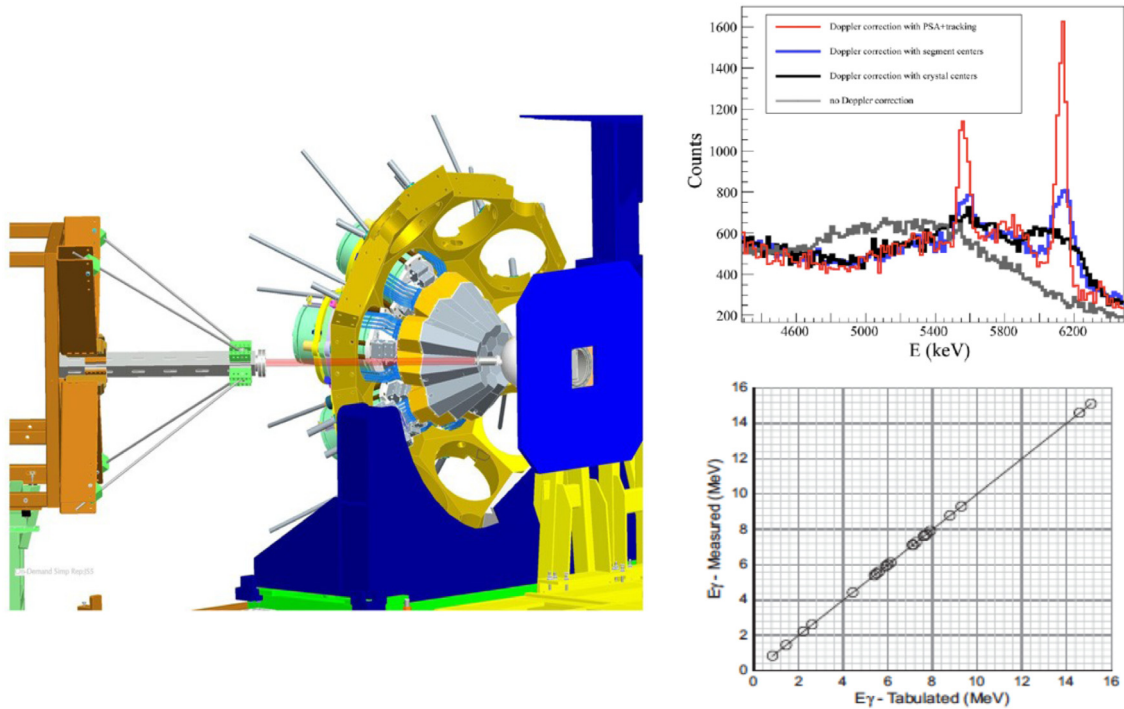 Doppler correction with PSA+tracking
Doppler correction with segment centers
Doppler correction with crystal centers
no Doppler correction
Counts
1600
1400
1200
1000
800
600
400
200
4600 5000 5400 5800 6200
E (keV)
Eγ - Measured (MeV)
16
14
12
10
8
6
4
2
0
0 2 4 6 8 10 12 14 16
Eγ - Tabulated (MeV)